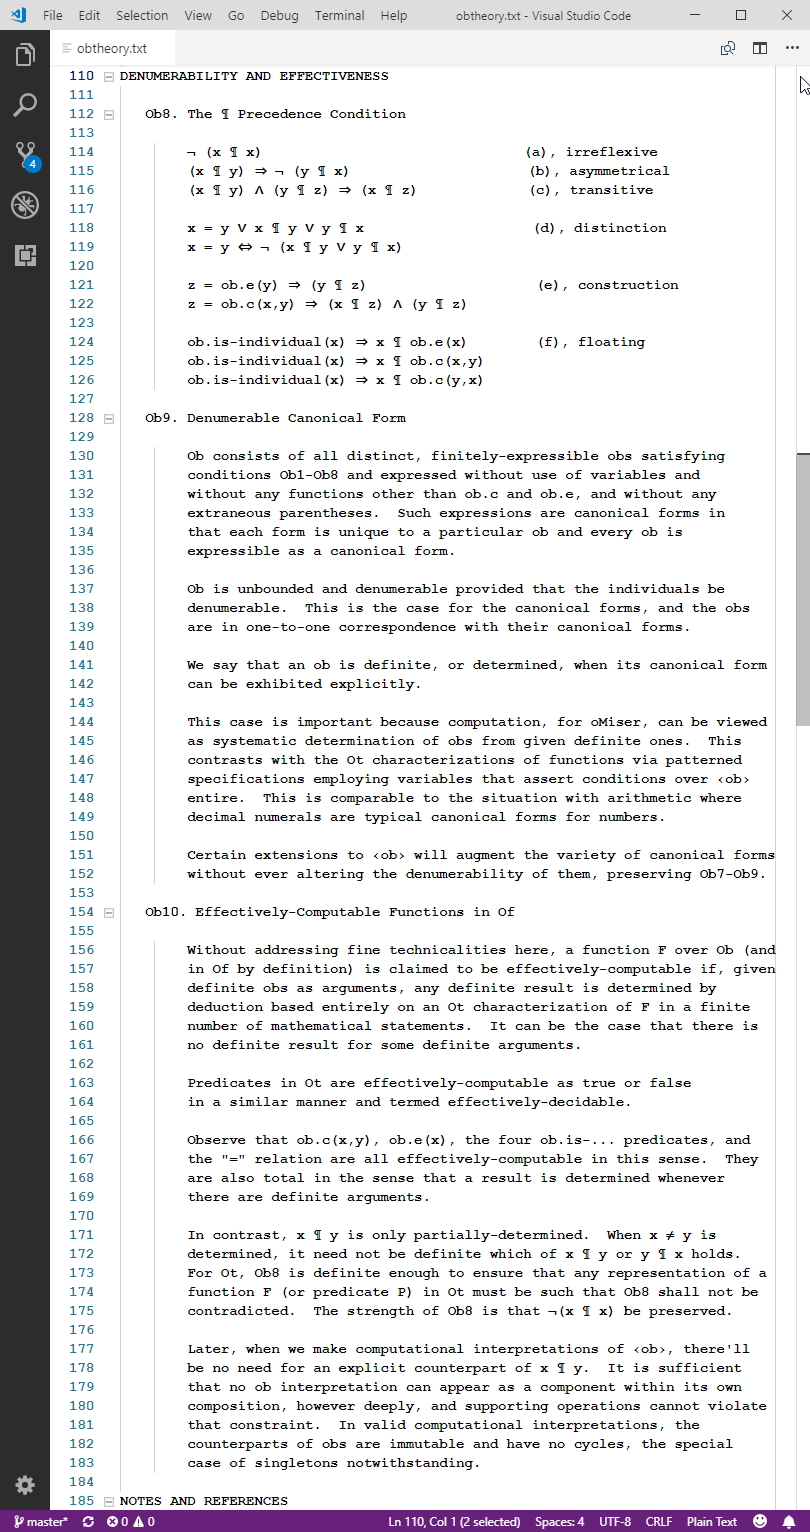 File Edit Selection View Go Debug Terminal Help obtheory.txt - Visual Studio Code
obtheory.txt
110 DENUMERABILITY AND EFFECTIVENESS
111
112 Ob8. The ¶ Precedence Condition
113
114 ¬ (x ¶ x) (a), irreflexive
115 (x ¶ y) ⇒ ¬ (y ¶ x) (b), asymmetrical
116 (x ¶ y) Λ (y ¶ z) ⇒ (x ¶ z) (c), transitive
117
118 x = y V x ¶ y V y ¶ x (d), distinction
119 x = y ⇔ ¬ (x ¶ y V y ¶ x)
120
121 z = ob.e(y) ⇒ (y ¶ z) (e), construction
122 z = ob.c(x,y) ⇒ (x ¶ z) Λ (y ¶ z)
123
124 ob.is-individual(x) ⇒ x ¶ ob.e(x) (f), floating
125 ob.is-individual(x) ⇒ x ¶ ob.c(x,y)
126 ob.is-individual(x) ⇒ x ¶ ob.c(y,x)
127
128 Ob9. Denumerable Canonical Form
129
130 Ob consists of all distinct, finitely-expressible obs satisfying
131 conditions Ob1-Ob8 and expressed without use of variables and
132 without any functions other than ob.c and ob.e, and without any
133 extraneous parentheses. Such expressions are canonical forms in
134 that each form is unique to a particular ob and every ob is
135 expressible as a canonical form.
136
137 Ob is unbounded and denumerable provided that the individuals be
138 denumerable. This is the case for the canonical forms, and the obs
139 are in one-to-one correspondence with their canonical forms.
140
141 We say that an ob is definite, or determined, when its canonical form
142 can be exhibited explicitly.
143
144 This case is important because computation, for oMiser, can be viewed
145 as systematic determination of obs from given definite ones. This
146 contrasts with the Ot characterizations of functions via patterned
147 specifications employing variables that assert conditions over ‹ob›
148 entire. This is comparable to the situation with arithmetic where
149 decimal numerals are typical canonical forms for numbers.
150
151 Certain extensions to ‹ob› will augment the variety of canonical forms
152 without ever altering the denumerability of them, preserving Ob7-Ob9.
153
154 Ob10. Effectively-Computable Functions in Of
155
156 Without addressing fine technicalities here, a function F over Ob (and
157 in Of by definition) is claimed to be effectively-computable if, given
158 definite obs as arguments, any definite result is determined by
159 deduction based entirely on an Ot characterization of F in a finite
160 number of mathematical statements. It can be the case that there is
161 no definite result for some definite arguments.
162
163 Predicates in Ot are effectively-computable as true or false
164 in a similar manner and termed effectively-decidable.
165
166 Observe that ob.c(x,y), ob.e(x), the four ob.is-... predicates, and
167 the "=" relation are all effectively-computable in this sense. They
168 are also total in the sense that a result is determined whenever
169 there are definite arguments.
170
171 In contrast, x ¶ y is only partially-determined. When x ≠ y is
172 determined, it need not be definite which of x ¶ y or y ¶ x holds.
173 For Ot, Ob8 is definite enough to ensure that any representation of a
174 function F (or predicate P) in Ot must be such that Ob8 shall not be
175 contradicted. The strength of Ob8 is that ¬(x ¶ x) be preserved.
176
177 Later, when we make computational interpretations of ‹ob›, there'll
178 be no need for an explicit counterpart of x ¶ y. It is sufficient
179 that no ob interpretation can appear as a component within its own
180 composition, however deeply, and supporting operations cannot violate
181 that constraint. In valid computational interpretations, the
182 counterparts of obs are immutable and have no cycles, the special
183 case of singletons notwithstanding.
184
185 NOTES AND REFERENCES
4
master* 0 0 Ln 110, Col 1 (2 selected) Spaces: 4 UTF-8 CRLF Plain Text